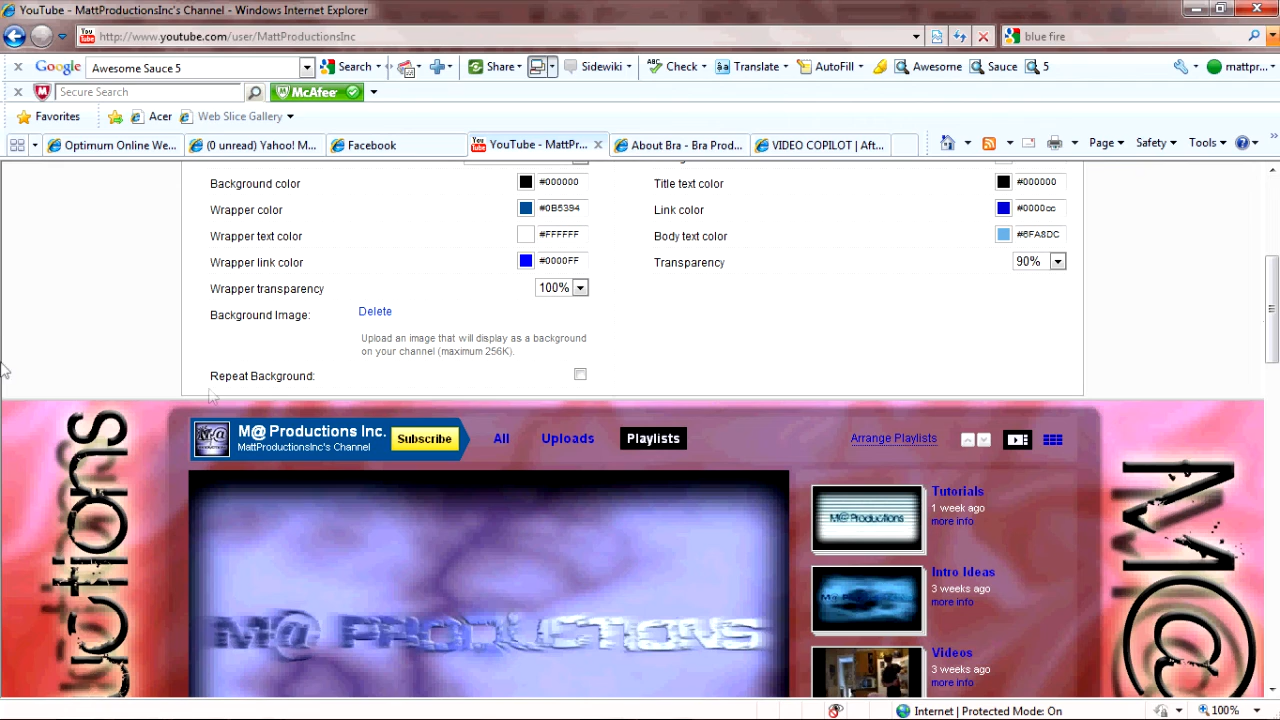 YouTube - MattProductionsInc's Channel - Windows Internet Explorer
http://www.youtube.com/user/MattProductionsInc
blue fire
Google
Awesome Sauce 5
Search
Share
Sidewiki
Check
Translate
AutoFill
Awesome
Sauce
5
mattpr...
Secure Search
McAfee
Favorites
Acer
Web Slice Gallery
Optimum Online We...
(0 unread) Yahoo! M...
Facebook
YouTube - MattPr...
About Bra - Bra Prod...
VIDEO COPILOT | Aft...
Page
Safety
Tools
Background color
#000000
Title text color
#000000
Wrapper color
#0B5394
Link color
#0000cc
Wrapper text color
#FFFFFF
Body text color
#6FA8DC
Wrapper link color
#0000FF
Transparency
90%
Wrapper transparency
100%
Background Image:
Delete
Upload an image that will display as a background
on your channel (maximum 256K).
Repeat Background:
M@ Productions Inc.
MattProductionsInc's Channel
Subscribe
All
Uploads
Playlists
Arrange Playlists
M@ PRODUCTIONS
M@Productions
Tutorials
1 week ago
more info
Intro Ideas
3 weeks ago
more info
Videos
3 weeks ago
more info
M@
Internet | Protected Mode: On
100%